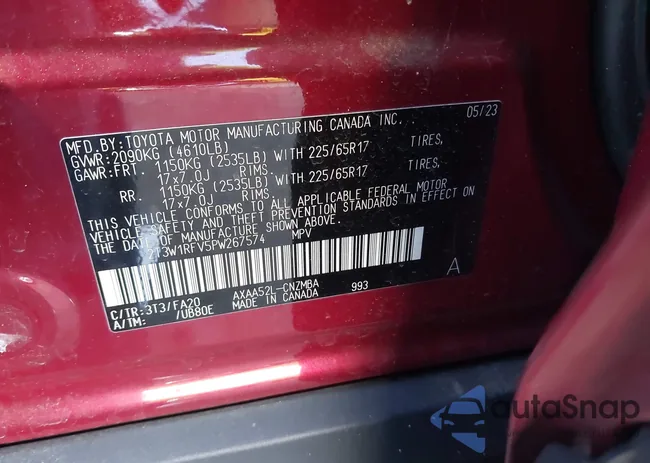 MFD.BY:TOYOTA MOTOR MANUFACTURING CANADA INC. 05/23
GVWR:2090KG (4610LB)
GAWR:FRT. 1150KG (2535LB) WITH 225/65R17 TIRES,
17x7.0J RIMS.
RR. 1150KG (2535LB) WITH 225/65R17 TIRES,
17x7.0J RIMS.
THIS VEHICLE CONFORMS TO ALL APPLICABLE FEDERAL MOTOR
VEHICLE SAFETY AND THEFT PREVENTION STANDARDS IN EFFECT ON
THE DATE OF MANUFACTURE SHOWN ABOVE.
T3W1RFV5PW267574 MPV
A
C/TR:3T3/FA20 AXAA52L-CNZMBA 993
A/TM: /UB80E MADE IN CANADA
autoSnap